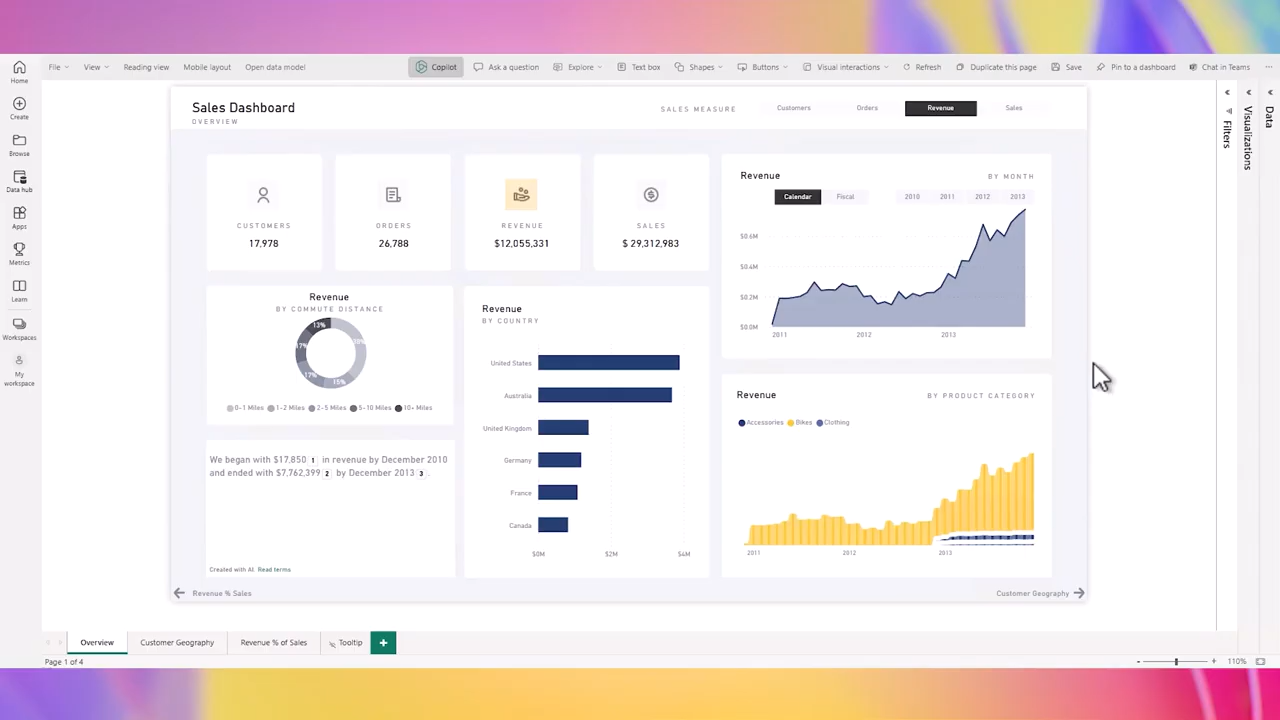 File View Reading view Mobile layout Open data model Copilot Ask a question Explore Text box Shapes Buttons Visual interactions Refresh Duplicate this page Save Pin to a dashboard Chat in Teams ...
Home
Create
Browse
Data hub
Apps
Metrics
Learn
Workspaces
My
workspace
Sales Dashboard
OVERVIEW
SALES MEASURE Customers Orders Revenue Sales
CUSTOMERS
17,978
ORDERS
26,788
REVENUE
$12,055,331
SALES
$ 29,312,983
Revenue
BY MONTH
Calendar Fiscal 2010 2011 2012 2013
$0.6M
$0.4M
$0.2M
$0.0M
2011 2012 2013
Revenue
BY COMMUTE DISTANCE
13%
17%
17%
15%
0-1 Miles 1-2 Miles 2-5 Miles 5-10 Miles 10+ Miles
We began with $17,850 1 in revenue by December 2010
and ended with $7,762,399 2 by December 2013 3 .
Created with AI. Read terms
Revenue
BY COUNTRY
United States
Australia
United Kingdom
Germany
France
Canada
$0M $2M $4M
Revenue
BY PRODUCT CATEGORY
Accessories Bikes Clothing
2011 2012 2013
Revenue % Sales
Customer Geography
Filters
Visualizations
Data
Overview Customer Geography Revenue % of Sales Tooltip +
Page 1 of 4
- + 110%